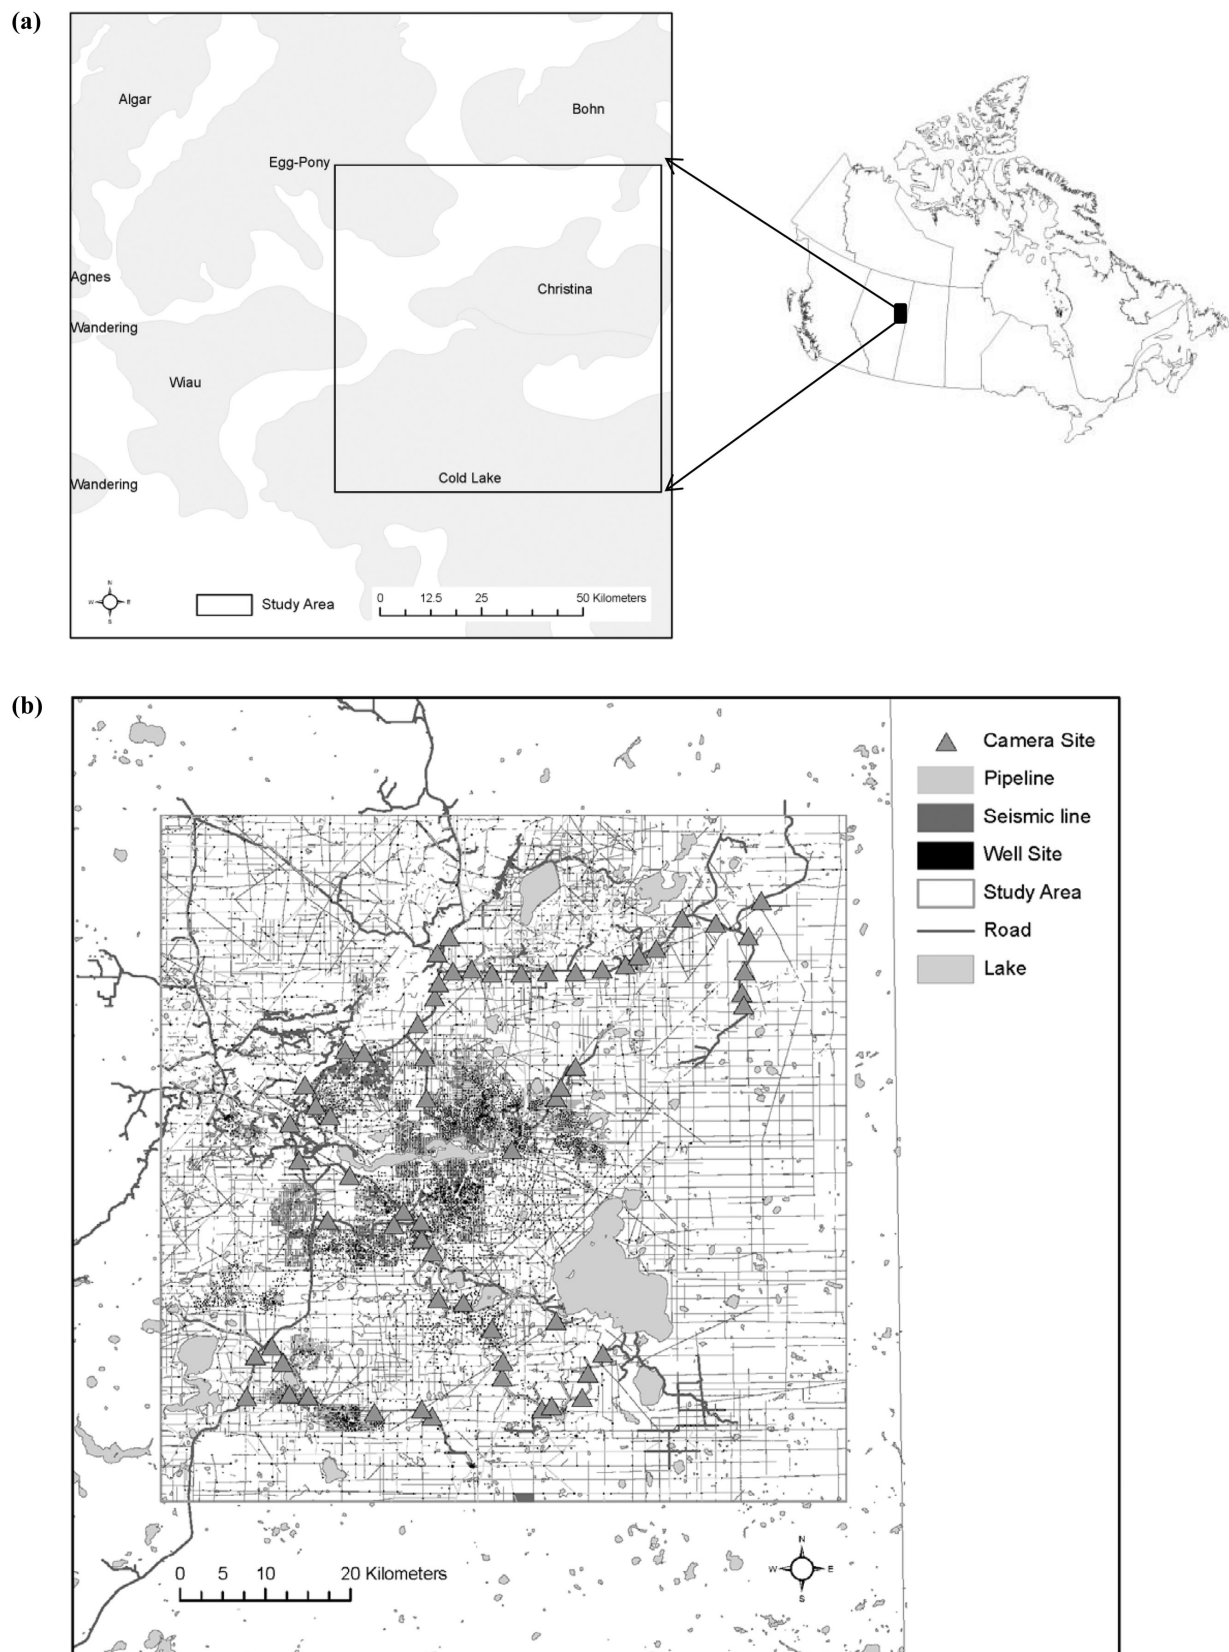 (a)
Algar
Bohn
Egg-Pony
Agnes
Christina
Wandering
Wiau
Cold Lake
Wandering
N
W E
S
Study Area
0 12.5 25 50 Kilometers
(b)
Camera Site
Pipeline
Seismic line
Well Site
Study Area
Road
Lake
N
W E
S
0 5 10 20 Kilometers